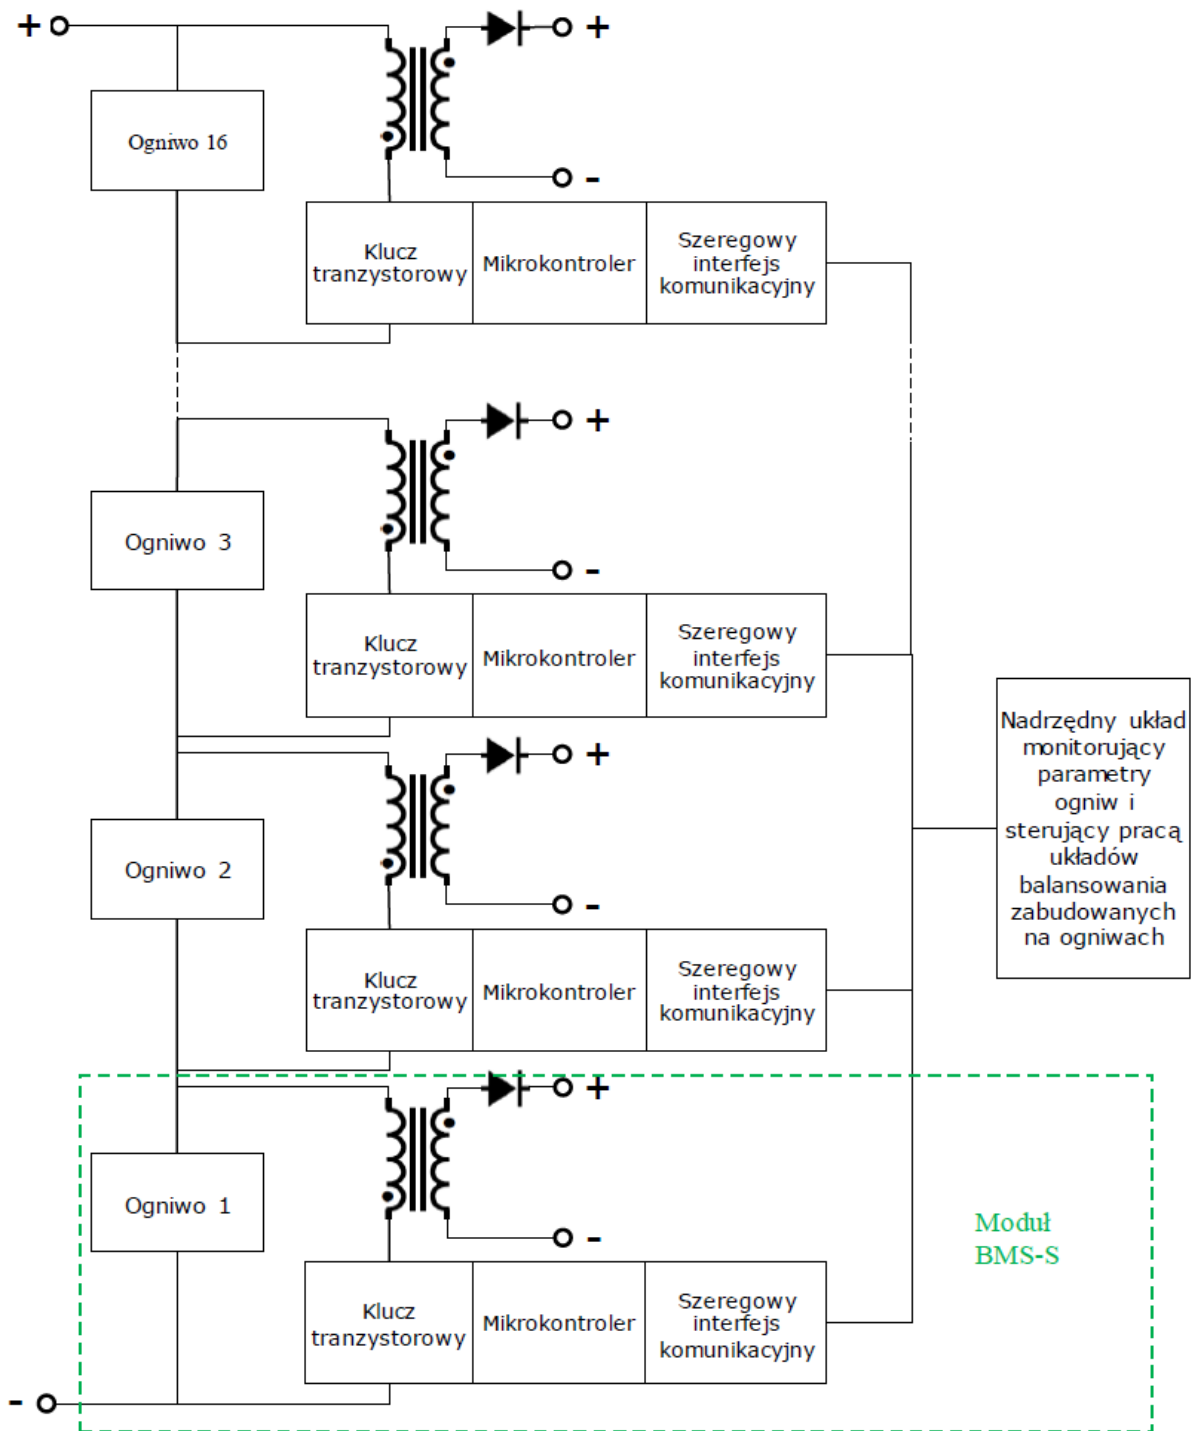 +
+
Ogniwo 16
-
Klucz
tranzystorowy
Mikrokontroler
Szeregowy
interfejs
komunikacyjny
+
Ogniwo 3
-
Klucz
tranzystorowy
Mikrokontroler
Szeregowy
interfejs
komunikacyjny
+
Ogniwo 2
-
Klucz
tranzystorowy
Mikrokontroler
Szeregowy
interfejs
komunikacyjny
Nadrzędny układ
monitorujący
parametry
ogniw i
sterujący pracą
układów
balansowania
zabudowanych
na ogniwach
+
Ogniwo 1
-
Klucz
tranzystorowy
Mikrokontroler
Szeregowy
interfejs
komunikacyjny
Moduł
BMS-S
-